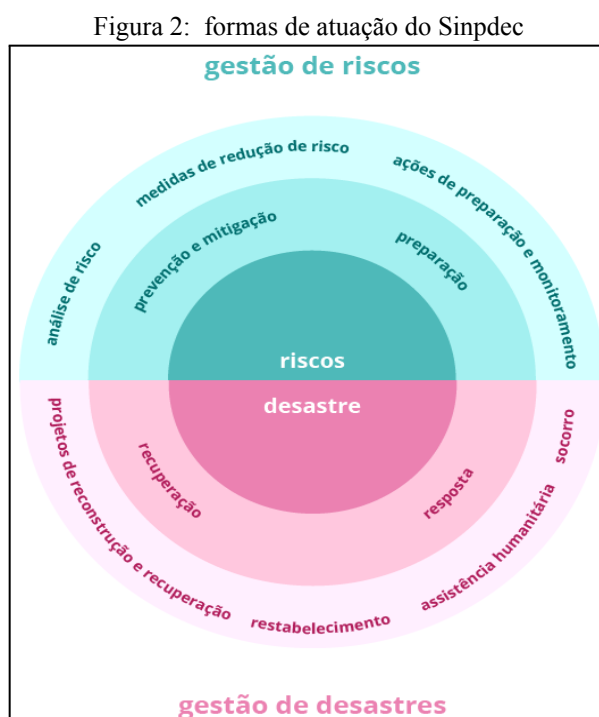 Figura 2: formas de atuação do Sinpdec
gestão de riscos
medidas de redução de risco
ações de preparação e monitoramento
análise de risco
prevenção e mitigação
preparação
riscos
desastre
recuperação
resposta
socorro
projetos de reconstrução e recuperação
assistência humanitária
restabelecimento
gestão de desastres